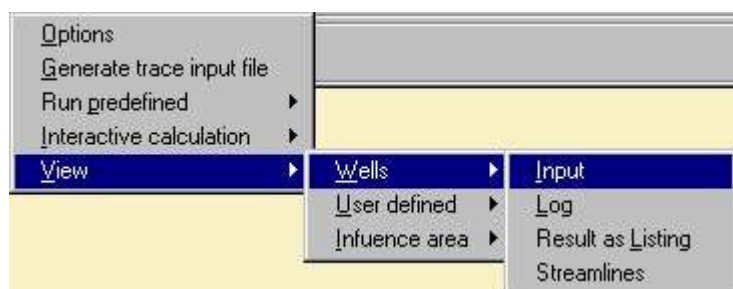 Options
Generate trace input file
Run predefined
Interactive calculation
View
Wells
User defined
Infuence area
Input
Log
Result as Listing
Streamlines